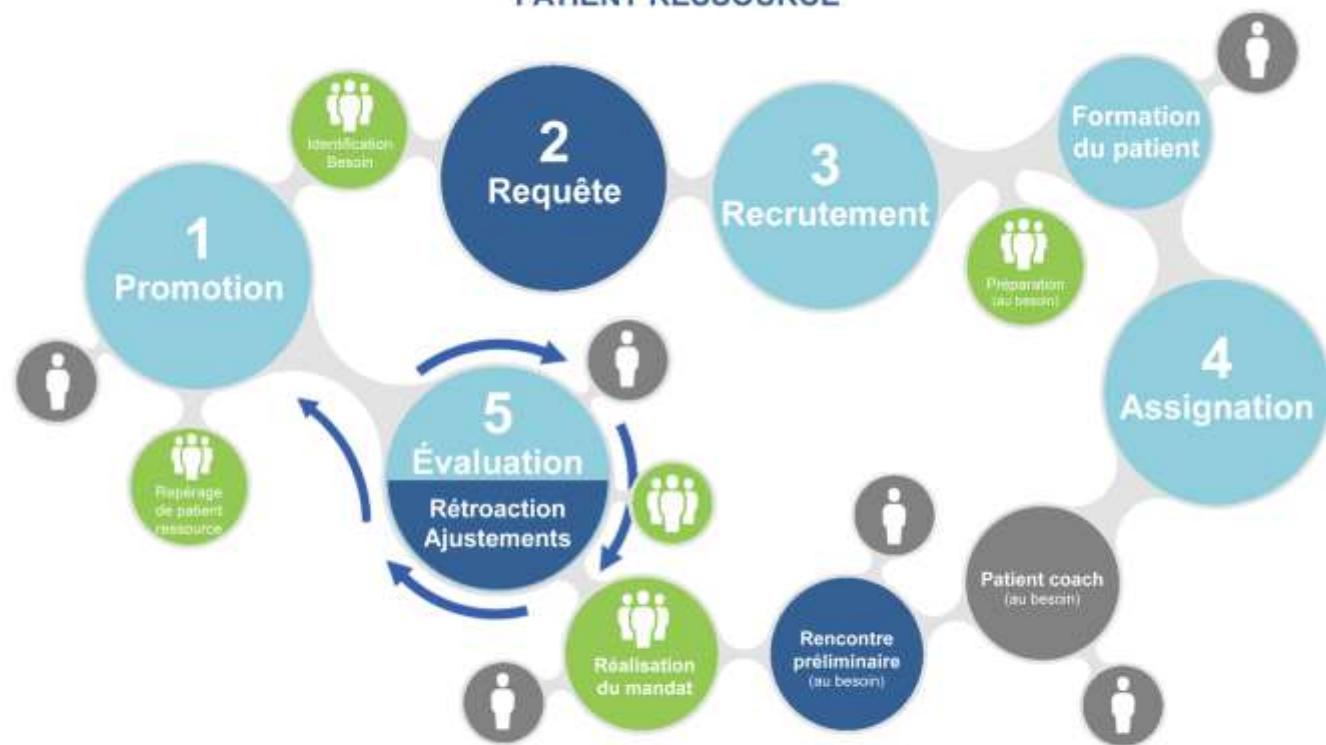 PATIENT RESSOURCE
1
Promotion
Identification
Besoin
2
Requête
3
Recrutement
Formation
du patient
Préparation
(au besoin)
4
Assignation
Patient coach
(au besoin)
Rencontre
préliminaire
(au besoin)
Réalisation
du mandat
5
Évaluation
Rétroaction
Ajustements
Repérage
de patient
ressource